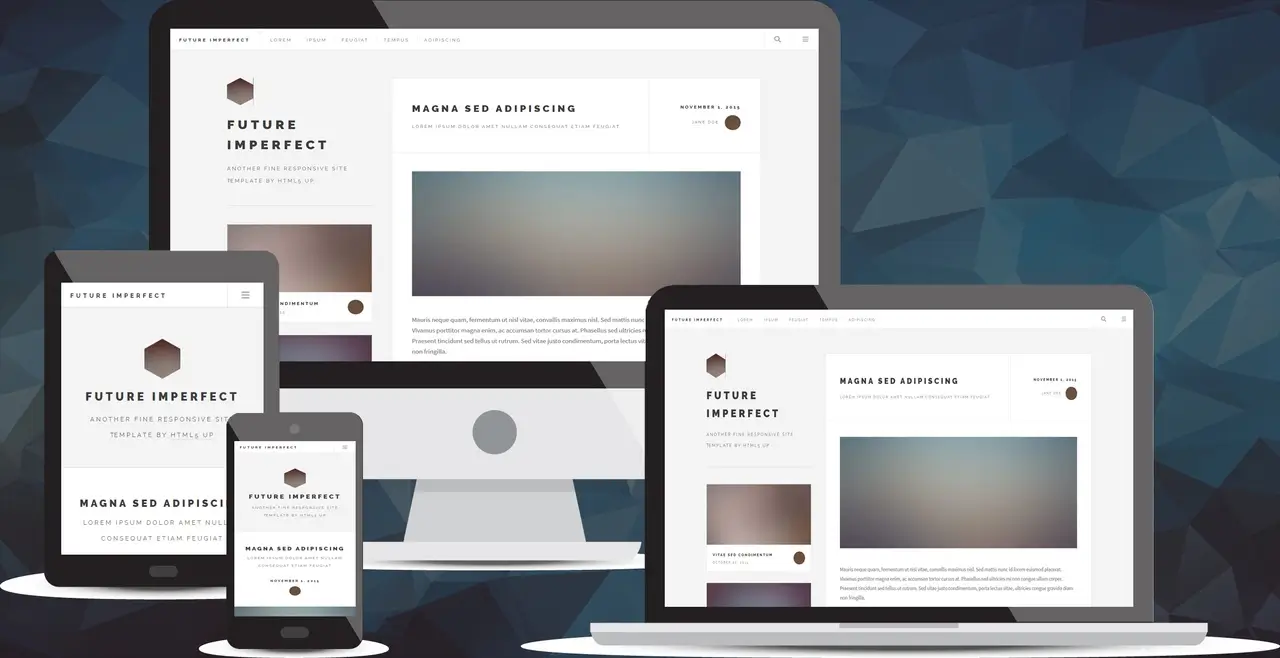 FUTURE IMPERFECT LOREM IPSUM FEUGIAT TEMPUS ADIPISCING
FUTURE
IMPERFECT
ANOTHER FINE RESPONSIVE SITE
TEMPLATE BY HTML5 UP
MAGNA SED ADIPISCING
LOREM IPSUM DOLOR AMET NULLAM CONSEQUAT ETIAM FEUGIAT
NOVEMBER 1, 2015
JANE DOE
NDIMENTUM
Mauris neque quam, fermentum ut nisl vitae, convallis maximus nisl. Sed mattis nunc
Vivamus porttitor magna enim, ac accumsan tortor cursus at. Phasellus sed ultricies
Praesent tincidunt sed tellus ut rutrum. Sed vitae justo condimentum, porta lectus vit
non fringilla.
FUTURE IMPERFECT
FUTURE IMPERFECT
ANOTHER FINE RESPONSIVE SIT
TEMPLATE BY HTML5 UP
MAGNA SED ADIPISCI
LOREM IPSUM DOLOR AMET NULL
CONSEQUAT ETIAM FEUGIAT
FUTURE IMPERFECT
FUTURE IMPERFECT
ANOTHER FINE RESPONSIVE SITE
TEMPLATE BY HTML5 UP
MAGNA SED ADIPISCING
LOREM IPSUM DOLOR AMET NULLAM
CONSEQUAT ETIAM FEUGIAT
NOVEMBER 1, 2015
FUTURE IMPERFECT LOREM IPSUM FEUGIAT TEMPUS ADIPISCING
FUTURE
IMPERFECT
ANOTHER FINE RESPONSIVE SITE
TEMPLATE BY HTML5 UP
VITAE SED CONDIMENTUM
MAGNA SED ADIPISCING
LOREM IPSUM DOLOR AMET NULLAM CONSEQUAT ETIAM FEUGIAT
NOVEMBER 1, 2015
JANE DOE
Mauris neque quam, fermentum ut nisl vitae, convallis maximus nisl. Sed mattis nunc id lorem euismod placerat.
Vivamus porttitor magna enim, ac accumsan tortor cursus at. Phasellus sed ultricies mi non congue ullam corper.
Praesent tincidunt sed tellus ut rutrum. Sed vitae justo condimentum, porta lectus vitae, ultricies congue gravida diam
non fringilla.